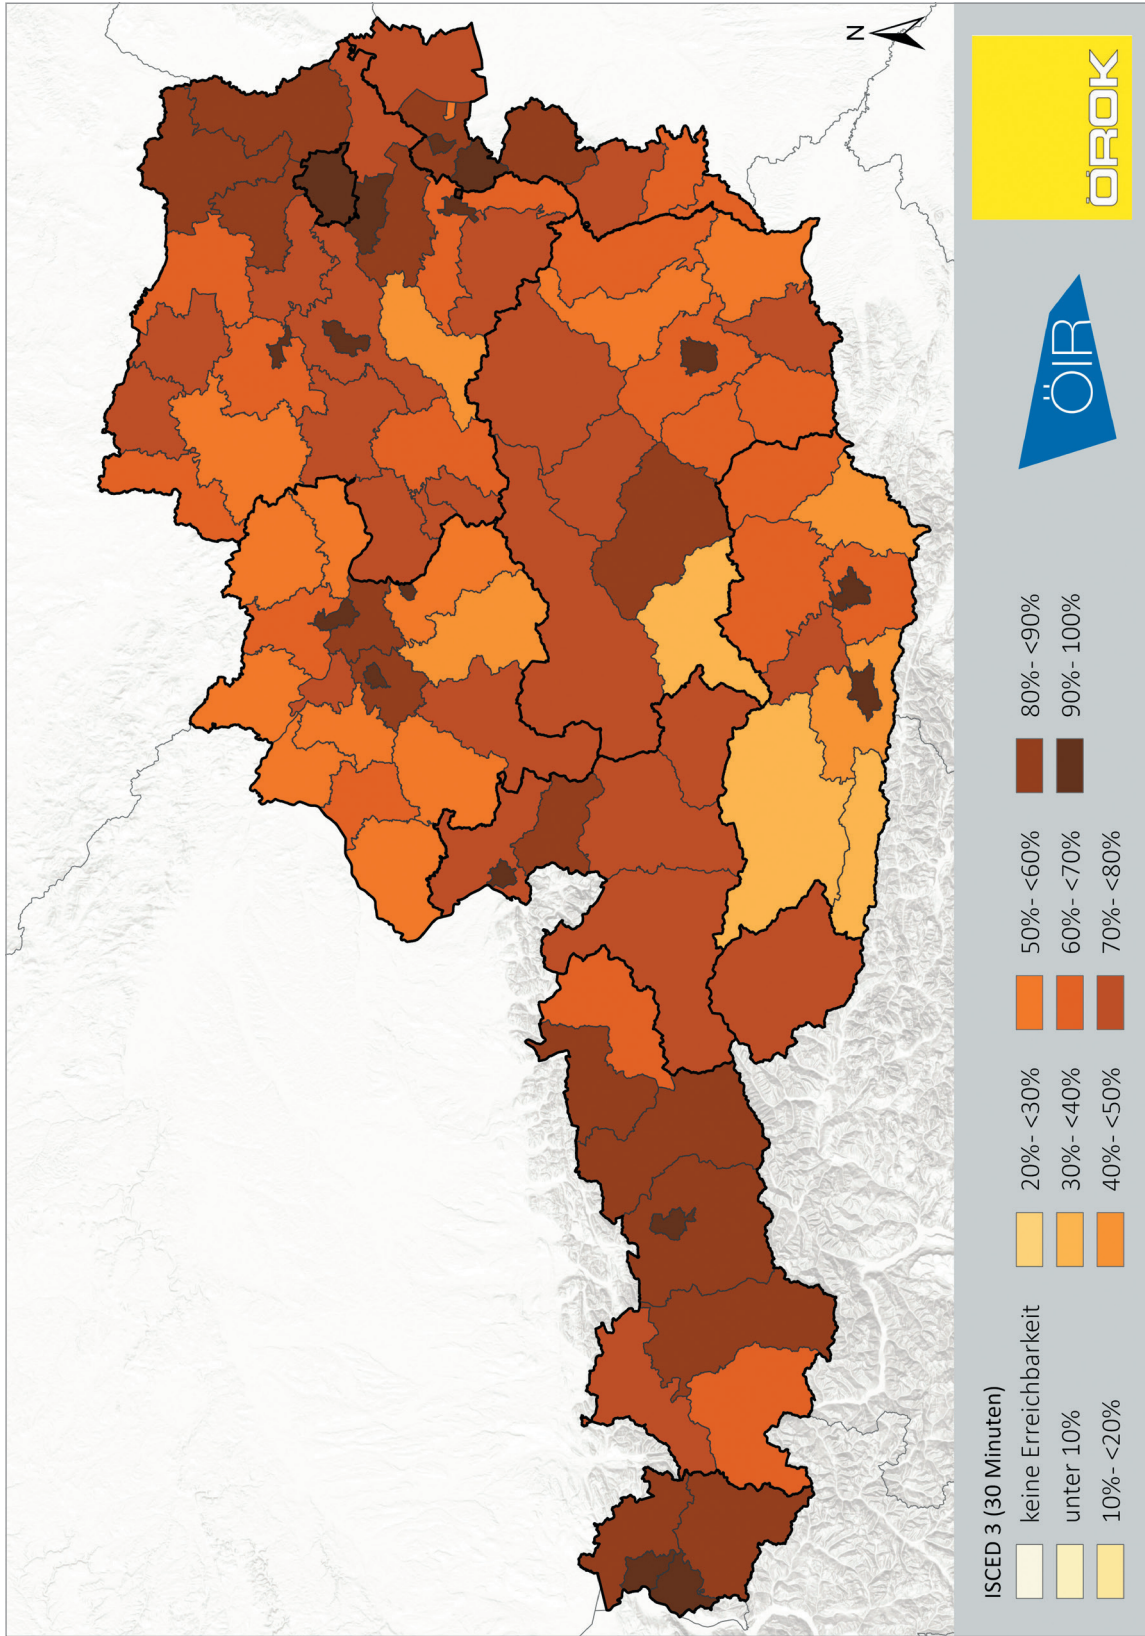 N
ISCED 3 (30 Minuten)
keine Erreichbarkeit
unter 10%
10%- <20%
20%- <30%
30%- <40%
40%- <50%
50%- <60%
60%- <70%
70%- <80%
80%- <90%
90%- 100%
ÖIR
ÖROK